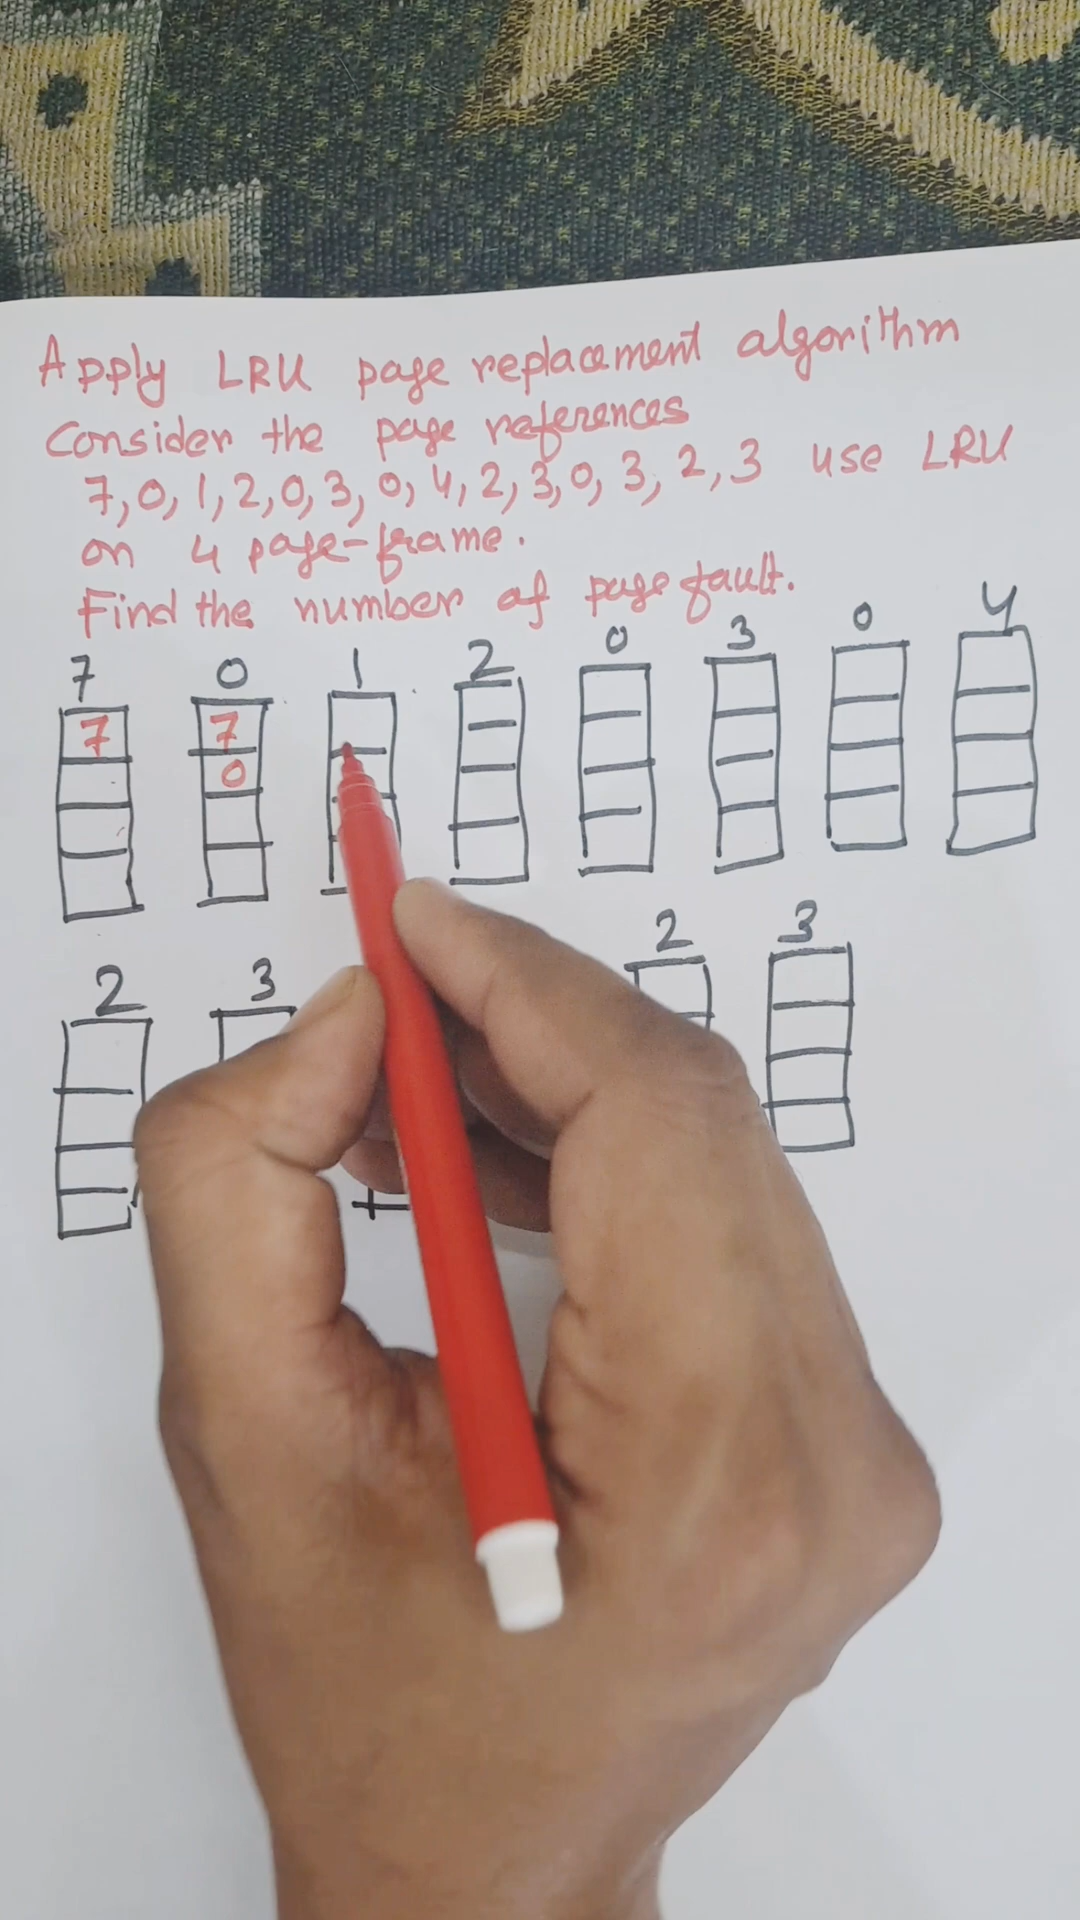 Apply LRU page replacement algorithm
Consider the page references
7,0,1,2,0,3,0,4,2,3,0,3,2,3 use LRU
on 4 page-frame.
Find the number of page fault.
7 0 1 2 0 3 0 4
7 7
0
2 3 2 3